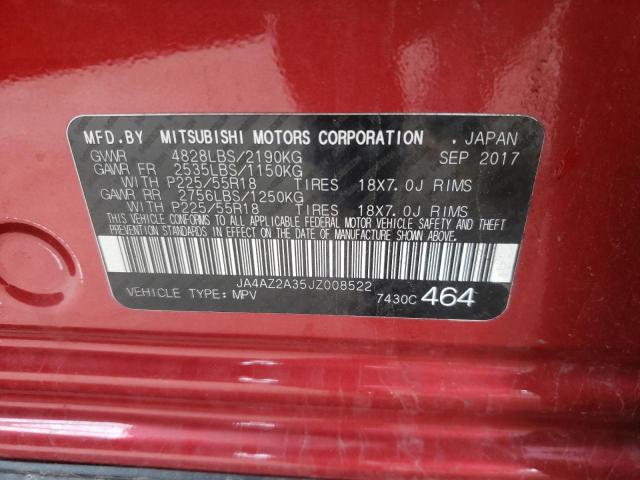 MFD.BY MITSUBISHI MOTORS CORPORATION . JAPAN
GVWR 4828LBS/2190KG SEP 2017
GAWR FR 2535LBS/1150KG
WITH P225/55R18 TIRES 18X7.0J RIMS
GAWR RR 2756LBS/1250KG
WITH P225/55R18 TIRES 18X7.0J RIMS
THIS VEHICLE CONFORMS TO ALL APPLICABLE FEDERAL MOTOR VEHICLE SAFETY AND THEFT
PREVENTION STANDARDS IN EFFECT ON THE DATE OF MANUFACTURE SHOWN ABOVE.
JA4AZ2A35JZ008522
VEHICLE TYPE: MPV 7430C 464